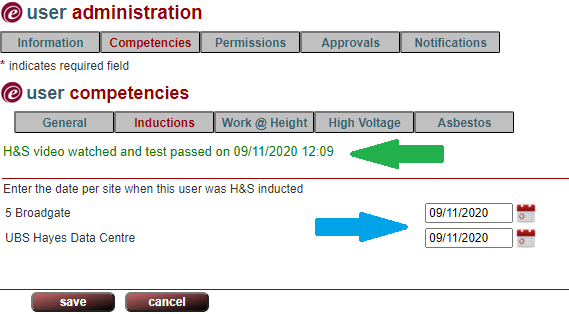 e user administration
Information Competencies Permissions Approvals Notifications
* indicates required field
e user competencies
General Inductions Work @ Height High Voltage Asbestos
H&S video watched and test passed on 09/11/2020 12:09
Enter the date per site when this user was H&S inducted
5 Broadgate 09/11/2020
UBS Hayes Data Centre 09/11/2020
save cancel